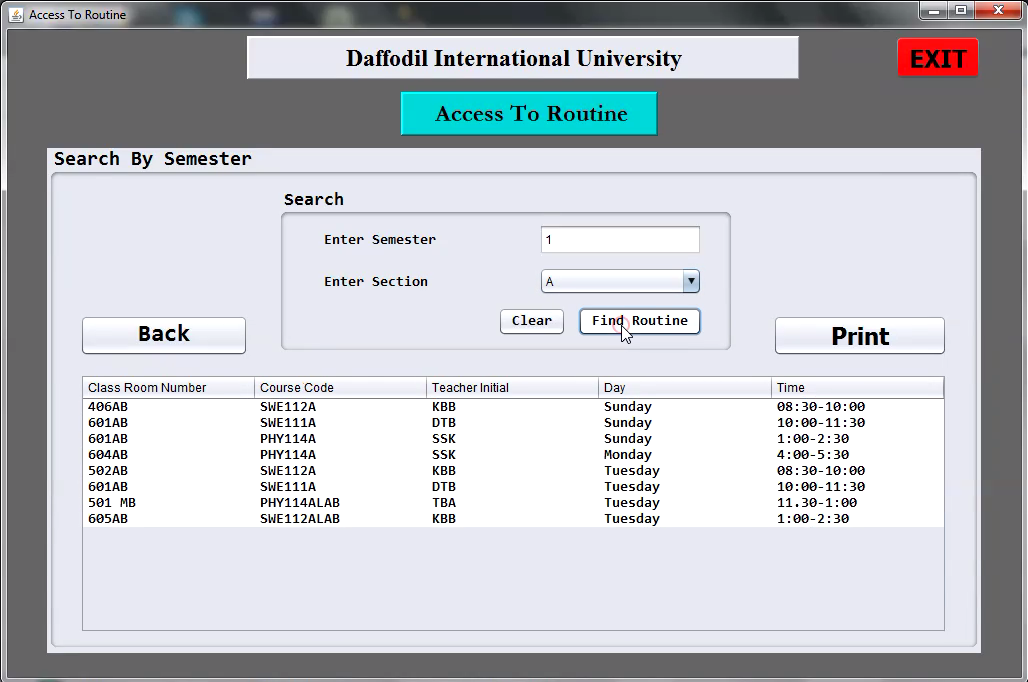 Access To Routine
Daffodil International University
EXIT
Access To Routine
Search By Semester
Search
Enter Semester 1
Enter Section A
Clear Find Routine
Back
Print
Class Room Number Course Code Teacher Initial Day Time
406AB SWE112A KBB Sunday 08:30-10:00
601AB SWE111A DTB Sunday 10:00-11:30
601AB PHY114A SSK Sunday 1:00-2:30
604AB PHY114A SSK Monday 4:00-5:30
502AB SWE112A KBB Tuesday 08:30-10:00
601AB SWE111A DTB Tuesday 10:00-11:30
501 MB PHY114ALAB TBA Tuesday 11.30-1:00
605AB SWE112ALAB KBB Tuesday 1:00-2:30